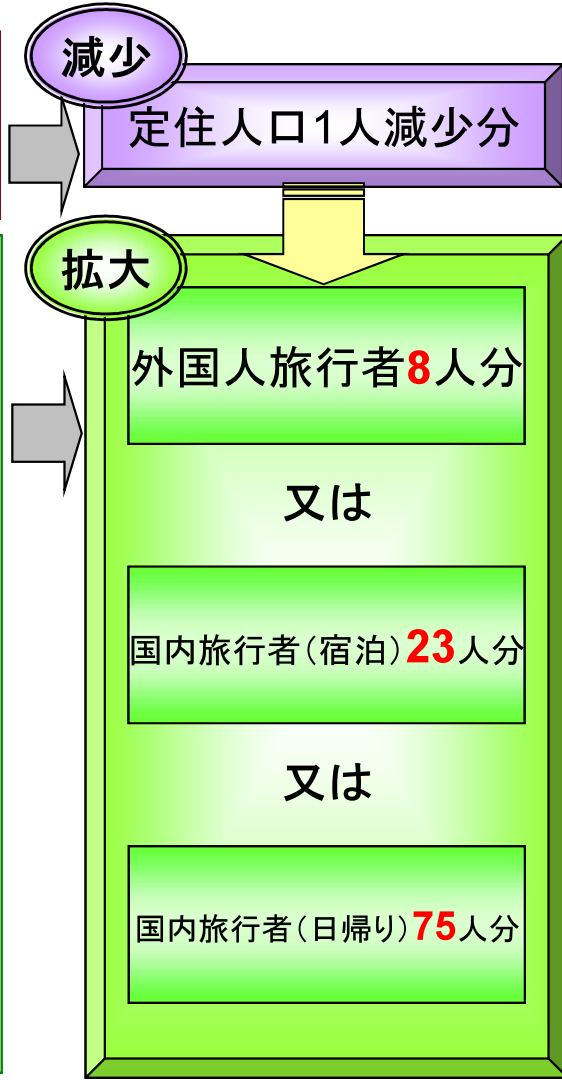 減少
定住人口1人減少分
拡大
外国人旅行者8人分
又は
国内旅行者(宿泊)23人分
又は
国内旅行者(日帰り)75人分